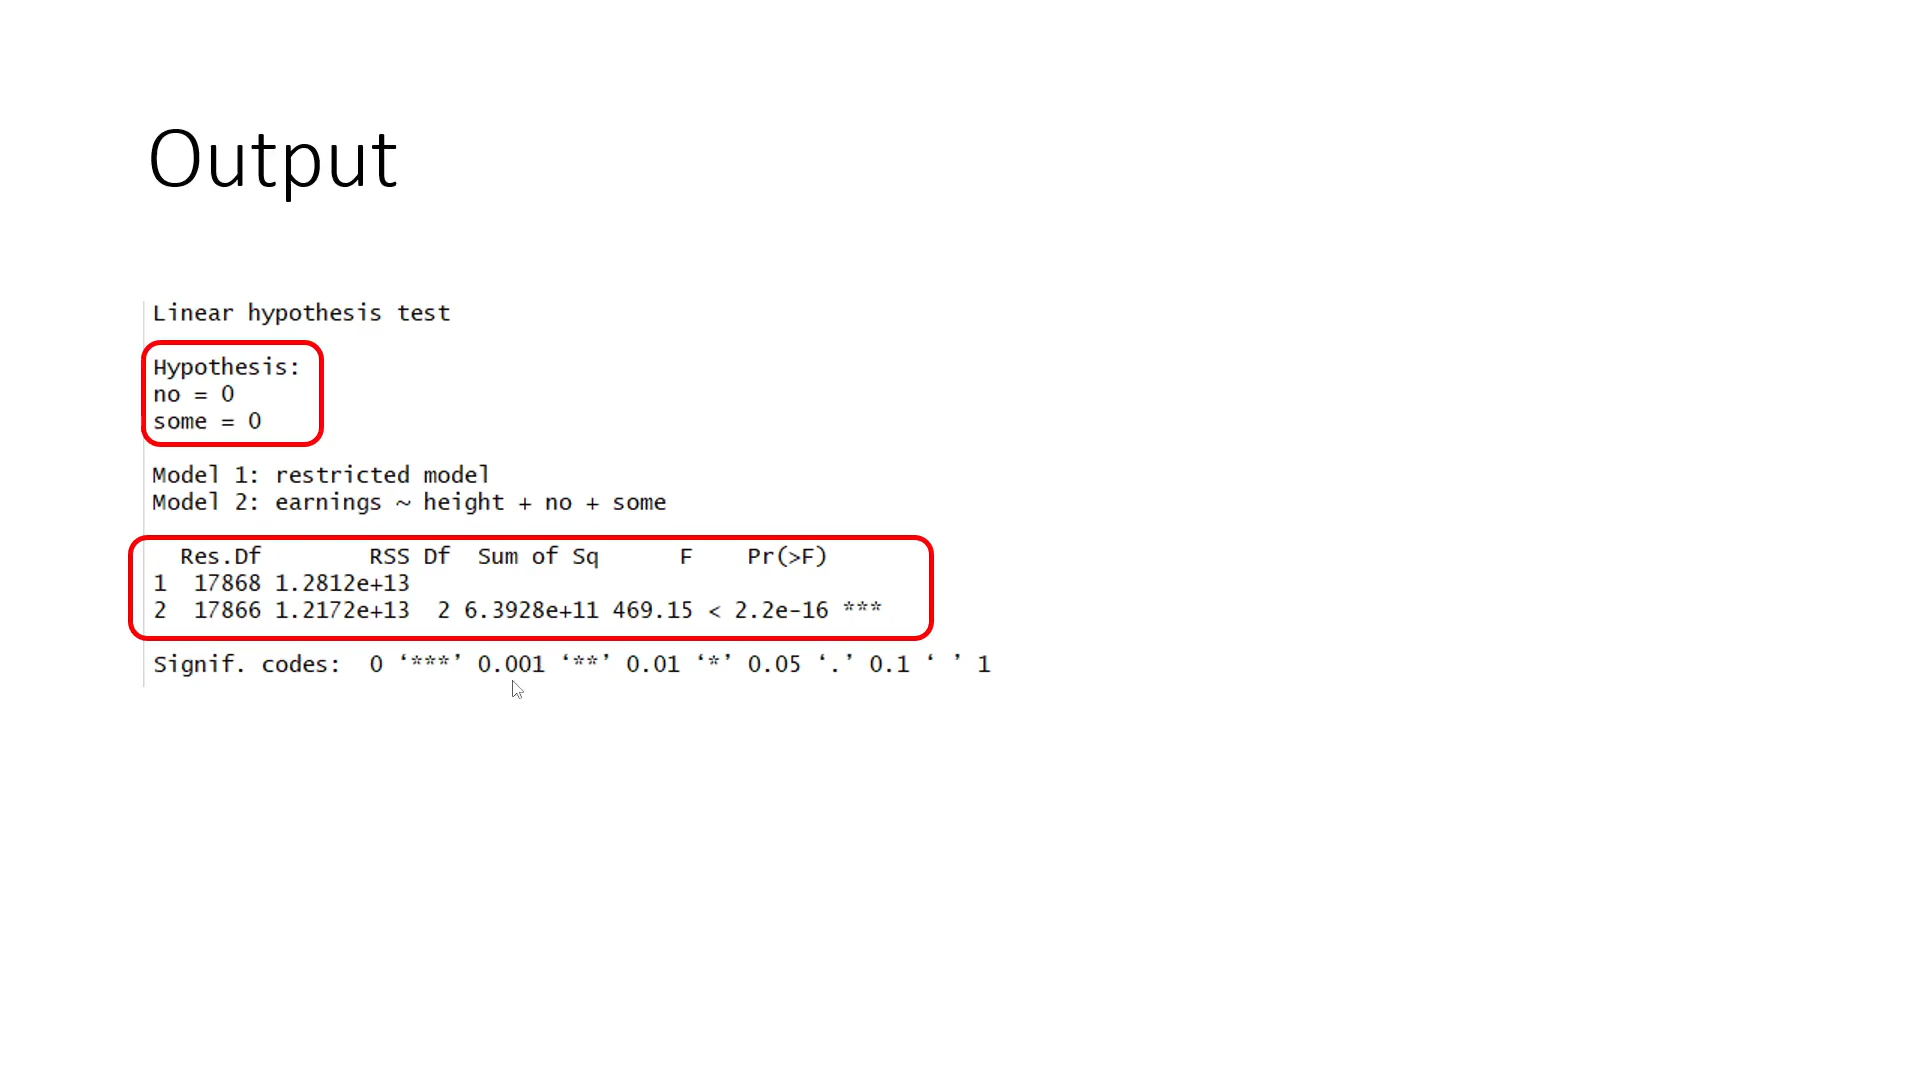 Output
Linear hypothesis test
Hypothesis:
no = 0
some = 0
Model 1: restricted model
Model 2: earnings ~ height + no + some
Res.Df RSS Df Sum of Sq F Pr(>F)
1 17868 1.2812e+13
2 17866 1.2172e+13 2 6.3928e+11 469.15 < 2.2e-16 ***
Signif. codes: 0 ‘***’ 0.001 ‘**’ 0.01 ‘*’ 0.05 ‘.’ 0.1 ‘ ’ 1